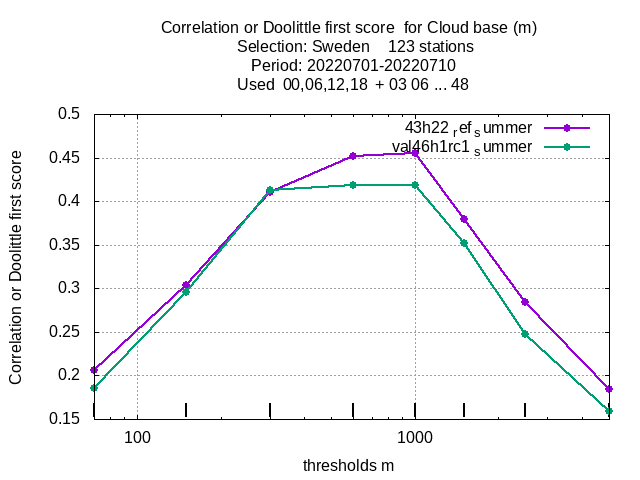 Correlation or Doolittle first score  for Cloud base (m)
Selection: Sweden    123 stations
Period: 20220701-20220710
Used  00,06,12,18  + 03 06 ... 48
43h22 ref summer
val46h1rc1 summer
Correlation or Doolittle first score
0.5
0.45
0.4
0.35
0.3
0.25
0.2
0.15
100
1000
thresholds m